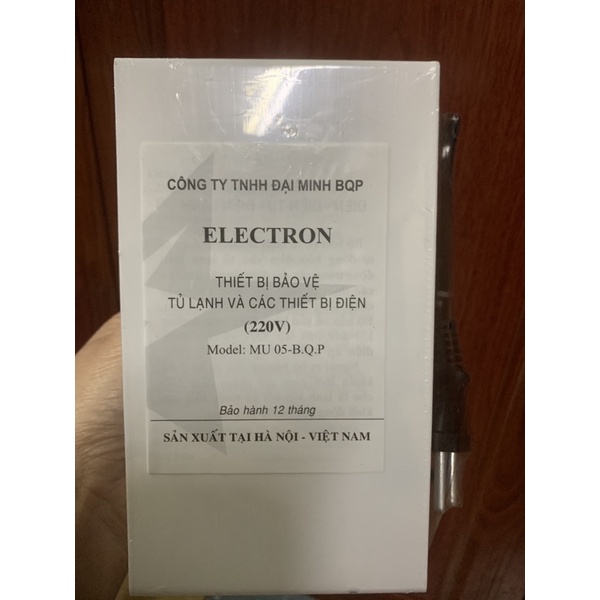 CÔNG TY TNHH ĐẠI MINH BQP
ELECTRON
THIẾT BỊ BẢO VỆ
TỦ LẠNH VÀ CÁC THIẾT BỊ ĐIỆN
(220V)
Model: MU 05-B.Q.P
Bảo hành 12 tháng
SẢN XUẤT TẠI HÀ NỘI - VIỆT NAM